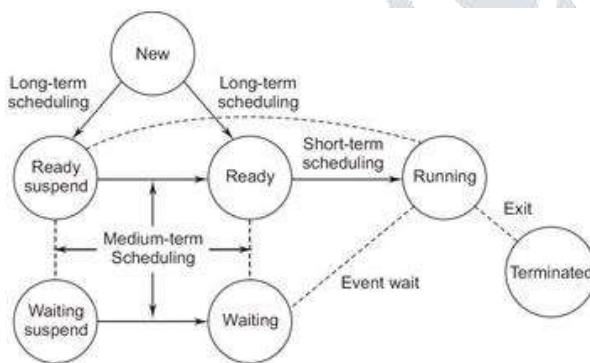 New
Long-term
scheduling
Long-term
scheduling
Ready
suspend
Ready
Short-term
scheduling
Running
Exit
Medium-term
Scheduling
Terminated
Event wait
Waiting
suspend
Waiting